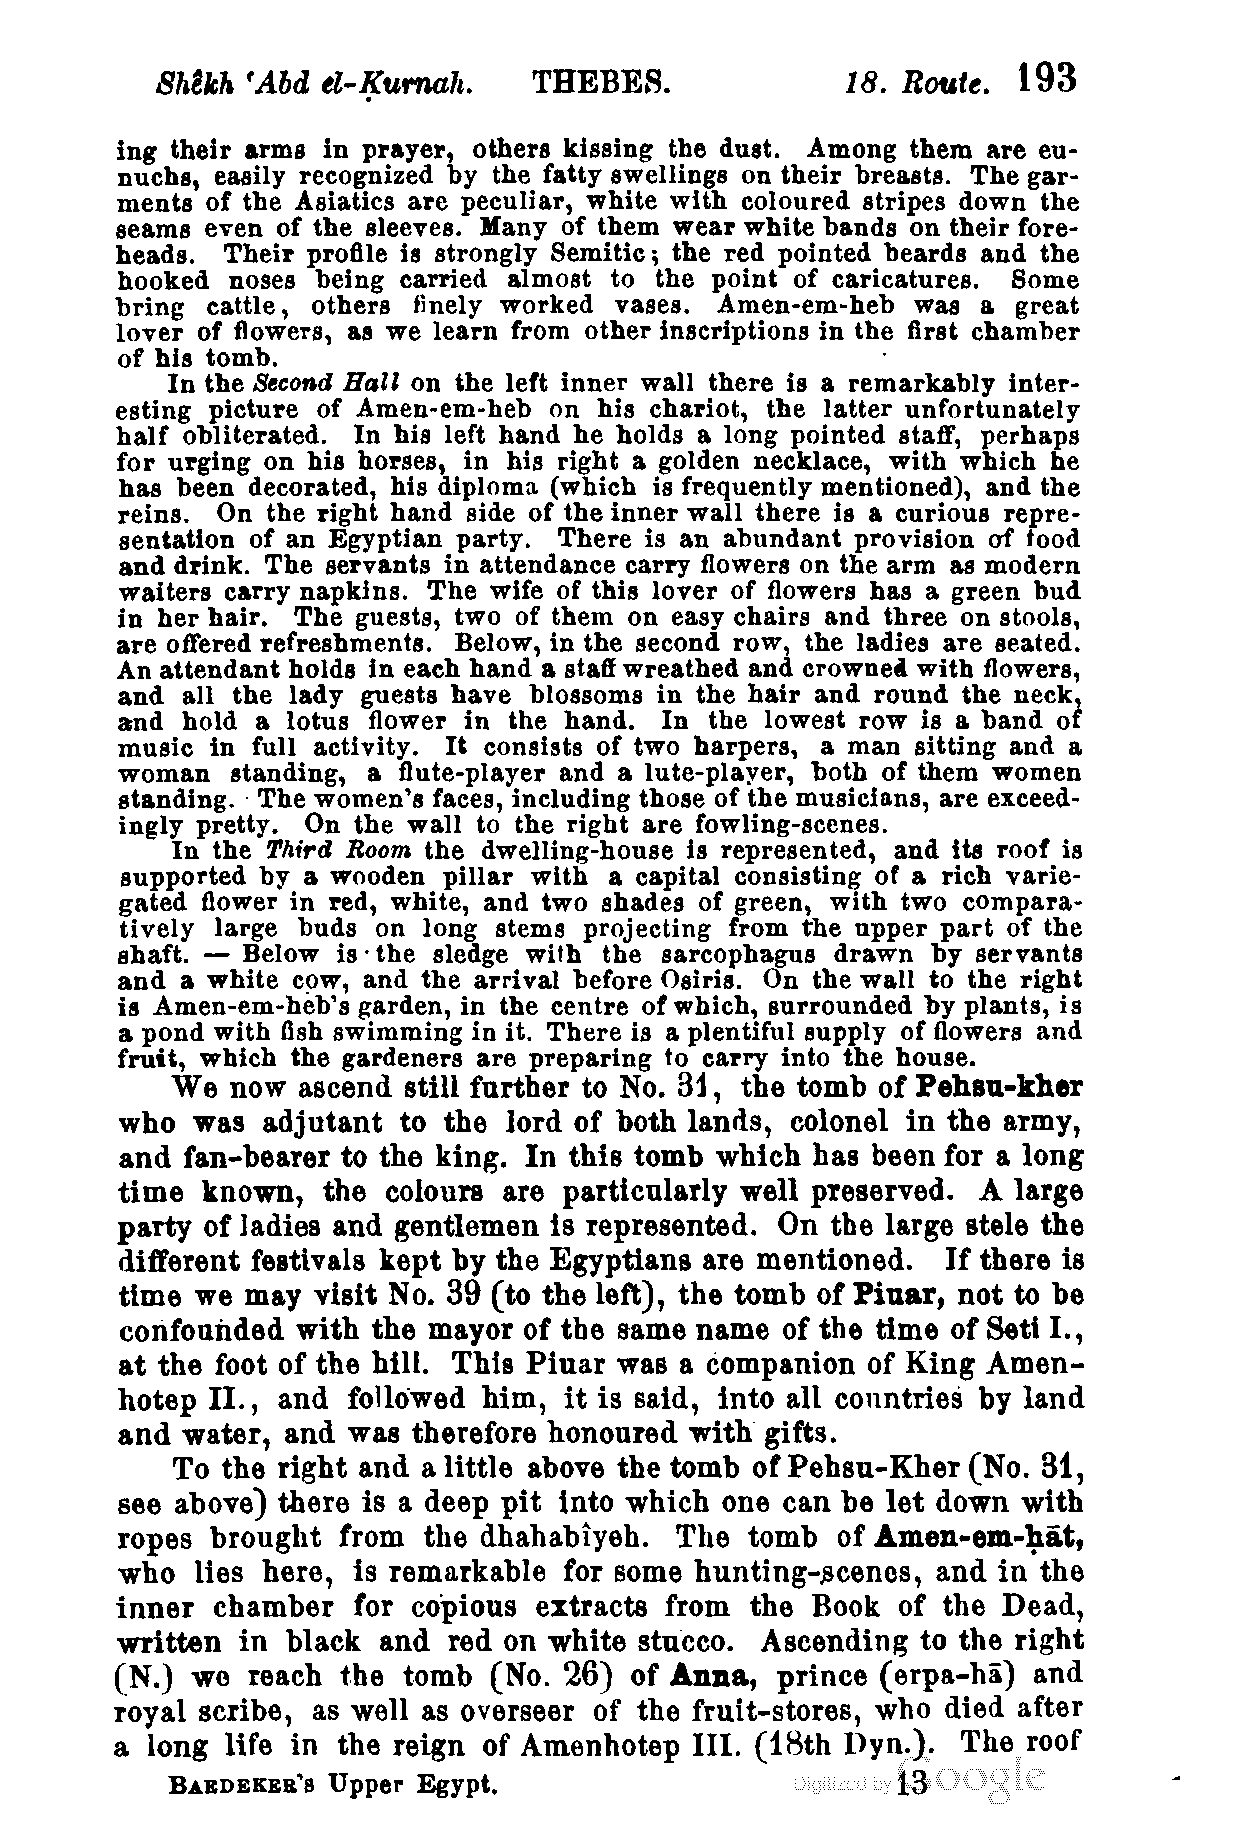 Shêkh ʿAbd el-Ḳurnah. THEBES. 18. Route. 193
ing their arms in prayer, others kissing the dust. Among them are eu-
nuchs, easily recognized by the fatty swellings on their breasts. The gar-
ments of the Asiatics are peculiar, white with coloured stripes down the
seams even of the sleeves. Many of them wear white bands on their fore-
heads. Their profile is strongly Semitic; the red pointed beards and the
hooked noses being carried almost to the point of caricatures. Some
bring cattle, others finely worked vases. Amen-em-heb was a great
lover of flowers, as we learn from other inscriptions in the first chamber
of his tomb.
In the Second Hall on the left inner wall there is a remarkably inter-
esting picture of Amen-em-heb on his chariot, the latter unfortunately
half obliterated. In his left hand he holds a long pointed staff, perhaps
for urging on his horses, in his right a golden necklace, with which he
has been decorated, his diploma (which is frequently mentioned), and the
reins. On the right hand side of the inner wall there is a curious repre-
sentation of an Egyptian party. There is an abundant provision of food
and drink. The servants in attendance carry flowers on the arm as modern
waiters carry napkins. The wife of this lover of flowers has a green bud
in her hair. The guests, two of them on easy chairs and three on stools,
are offered refreshments. Below, in the second row, the ladies are seated.
An attendant holds in each hand a staff wreathed and crowned with flowers,
and all the lady guests have blossoms in the hair and round the neck,
and hold a lotus flower in the hand. In the lowest row is a band of
music in full activity. It consists of two harpers, a man sitting and a
woman standing, a flute-player and a lute-player, both of them women
standing. The women's faces, including those of the musicians, are exceed-
ingly pretty. On the wall to the right are fowling-scenes.
In the Third Room the dwelling-house is represented, and its roof is
supported by a wooden pillar with a capital consisting of a rich varie-
gated flower in red, white, and two shades of green, with two compara-
tively large buds on long stems projecting from the upper part of the
shaft. — Below is the sledge with the sarcophagus drawn by servants
and a white cow, and the arrival before Osiris. On the wall to the right
is Amen-em-heb's garden, in the centre of which, surrounded by plants, is
a pond with fish swimming in it. There is a plentiful supply of flowers and
fruit, which the gardeners are preparing to carry into the house.
We now ascend still further to No. 31, the tomb of Pehsu-kher
who was adjutant to the lord of both lands, colonel in the army,
and fan-bearer to the king. In this tomb which has been for a long
time known, the colours are particularly well preserved. A large
party of ladies and gentlemen is represented. On the large stele the
different festivals kept by the Egyptians are mentioned. If there is
time we may visit No. 39 (to the left), the tomb of Piuar, not to be
confounded with the mayor of the same name of the time of Seti I.,
at the foot of the hill. This Piuar was a companion of King Amen-
hotep II., and followed him, it is said, into all countries by land
and water, and was therefore honoured with gifts.
To the right and a little above the tomb of Pehsu-Kher (No. 31,
see above) there is a deep pit into which one can be let down with
ropes brought from the dhahabîyeh. The tomb of Amen-em-ḥāt,
who lies here, is remarkable for some hunting-scenes, and in the
inner chamber for copious extracts from the Book of the Dead,
written in black and red on white stucco. Ascending to the right
(N.) we reach the tomb (No. 26) of Anna, prince (erpa-hā) and
royal scribe, as well as overseer of the fruit-stores, who died after
a long life in the reign of Amenhotep III. (18th Dyn.). The roof
BAEDEKER's Upper Egypt. 13
Digitized by Google